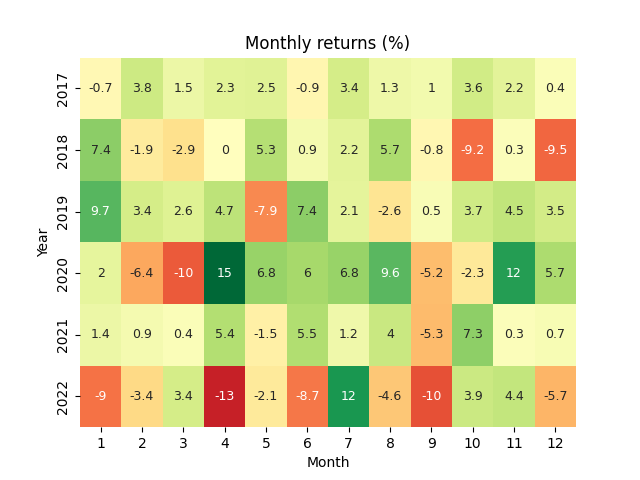 Monthly returns (%)
Year
2017 -0.7 3.8 1.5 2.3 2.5 -0.9 3.4 1.3 1 3.6 2.2 0.4
2018 7.4 -1.9 -2.9 0 5.3 0.9 2.2 5.7 -0.8 -9.2 0.3 -9.5
2019 9.7 3.4 2.6 4.7 -7.9 7.4 2.1 -2.6 0.5 3.7 4.5 3.5
2020 2 -6.4 -10 15 6.8 6 6.8 9.6 -5.2 -2.3 12 5.7
2021 1.4 0.9 0.4 5.4 -1.5 5.5 1.2 4 -5.3 7.3 0.3 0.7
2022 -9 -3.4 3.4 -13 -2.1 -8.7 12 -4.6 -10 3.9 4.4 -5.7
1 2 3 4 5 6 7 8 9 10 11 12
Month